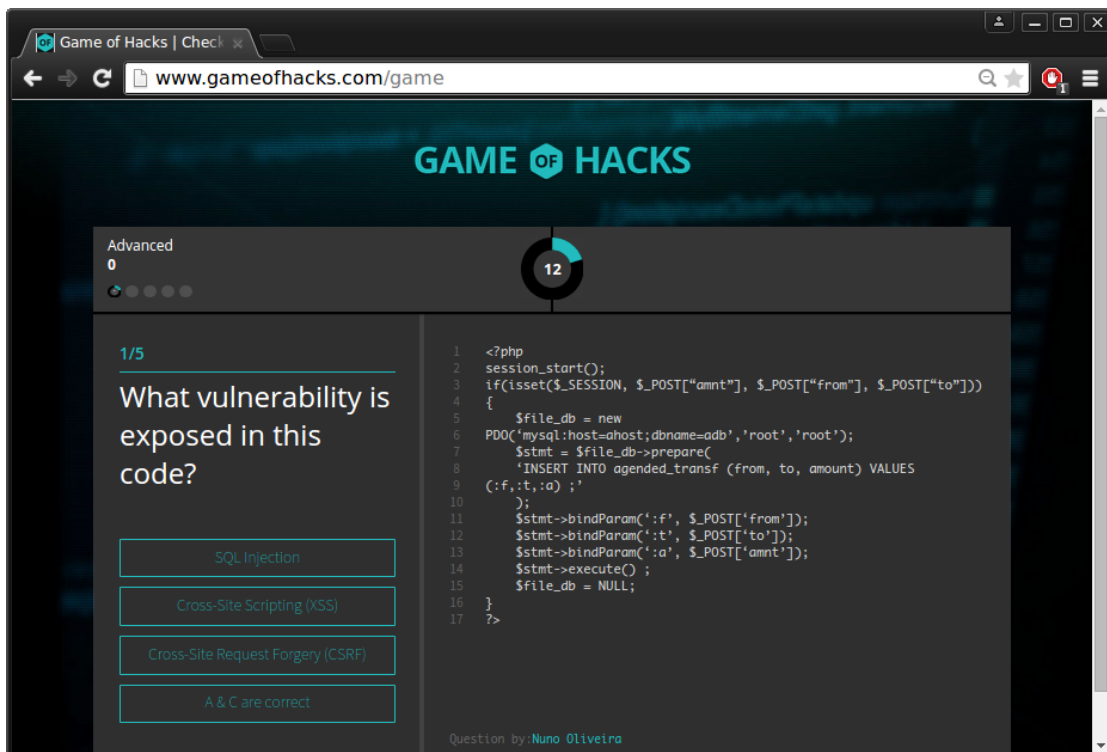 Game of Hacks | Check
www.gameofhacks.com/game
1
GAME OF HACKS
Advanced
0
12
1/5
What vulnerability is
exposed in this
code?
SQL Injection
Cross-Site Scripting (XSS)
Cross-Site Request Forgery (CSRF)
A & C are correct
1 <?php
2 session_start();
3 if(isset($_SESSION, $_POST[“amnt”], $_POST[“from”], $_POST[“to”]))
4 {
5 $file_db = new
6 PDO(‘mysql:host=ahost;dbname=adb’,’root’,’root’);
7 $stmt = $file_db->prepare(
8 ‘INSERT INTO agended_transf (from, to, amount) VALUES
9 (:f,:t,:a) ;’
10 );
11 $stmt->bindParam(‘:f’, $_POST[‘from’]);
12 $stmt->bindParam(‘:t’, $_POST[‘to’]);
13 $stmt->bindParam(‘:a’, $_POST[‘amnt’]);
14 $stmt->execute() ;
15 $file_db = NULL;
16 }
17 ?>
Question by:Nuno Oliveira